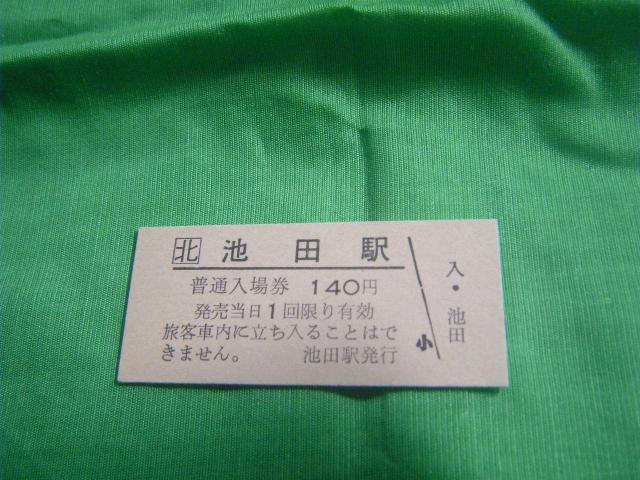 北 池田駅
普通入場券 140円
発売当日1回限り有効
旅客車内に立ち入ることはで
きません。 池田駅発行
小
入・池田